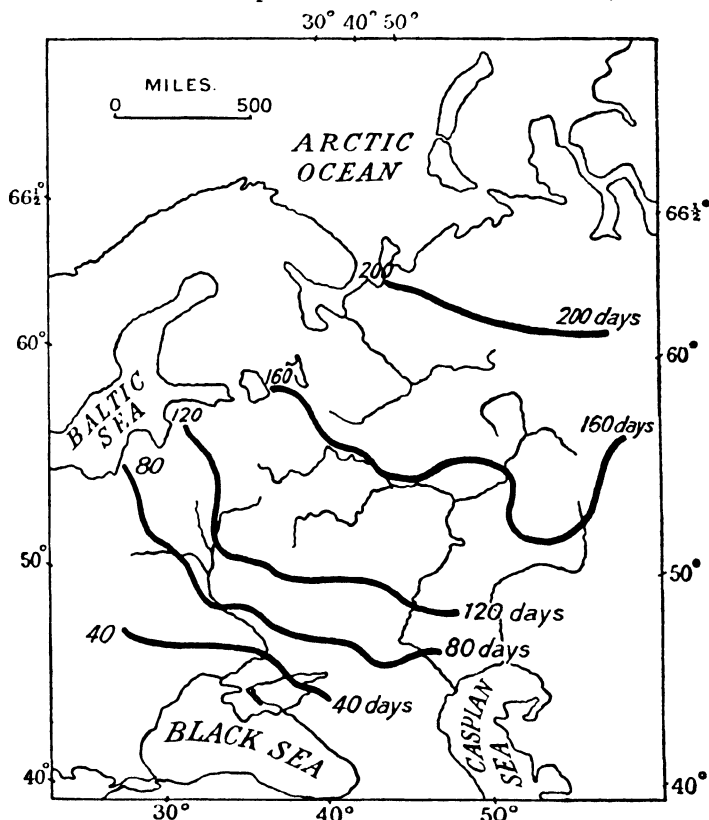 30° 40° 50°
MILES.
0 500
ARCTIC
OCEAN
66½°
66½°
200
200 days
60°
60°
160
BALTIC
SEA
120
160 days
80
50°
50°
120 days
40
80 days
40 days
BLACK SEA
CASPIAN
SEA
40°
40°
30° 40° 50°